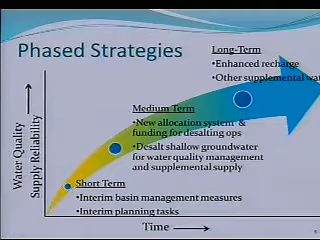 Phased Strategies
Long-Term
•Enhanced recharge
•Other supplemental wat
Medium Term
•New allocation system &
funding for desalting ops
•Desalt shallow groundwater
for water quality management
and supplemental supply
Short Term
•Interim basin management measures
•Interim planning tasks
Water Quality
Supply Reliability
Time